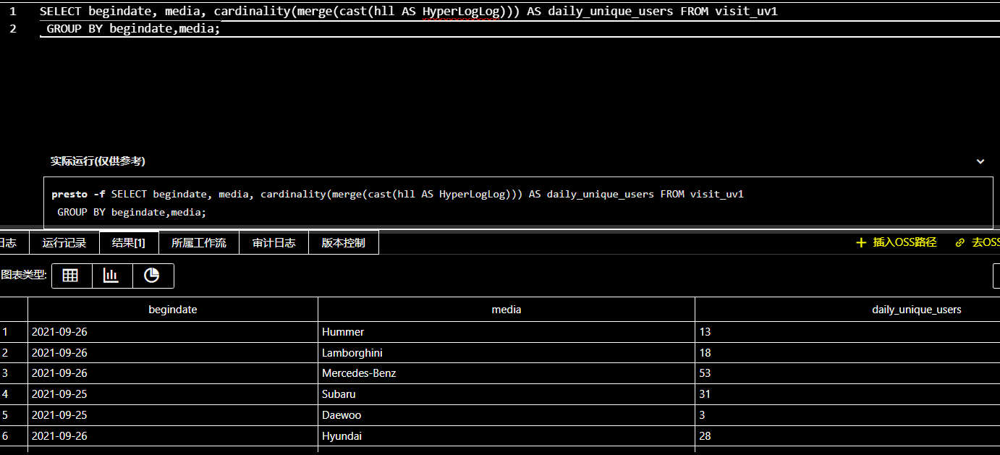 1 SELECT begindate, media, cardinality(merge(cast(hll AS HyperLogLog))) AS daily_unique_users FROM visit_uv1
2 GROUP BY begindate,media;
实际运行(仅供参考)
presto -f SELECT begindate, media, cardinality(merge(cast(hll AS HyperLogLog))) AS daily_unique_users FROM visit_uv1
GROUP BY begindate,media;
日志 运行记录 结果[1] 所属工作流 审计日志 版本控制 + 插入OSS路径 去OSS
图表类型:
begindate media daily_unique_users
1 2021-09-26 Hummer 13
2 2021-09-26 Lamborghini 18
3 2021-09-26 Mercedes-Benz 53
4 2021-09-25 Subaru 31
5 2021-09-25 Daewoo 3
6 2021-09-26 Hyundai 28